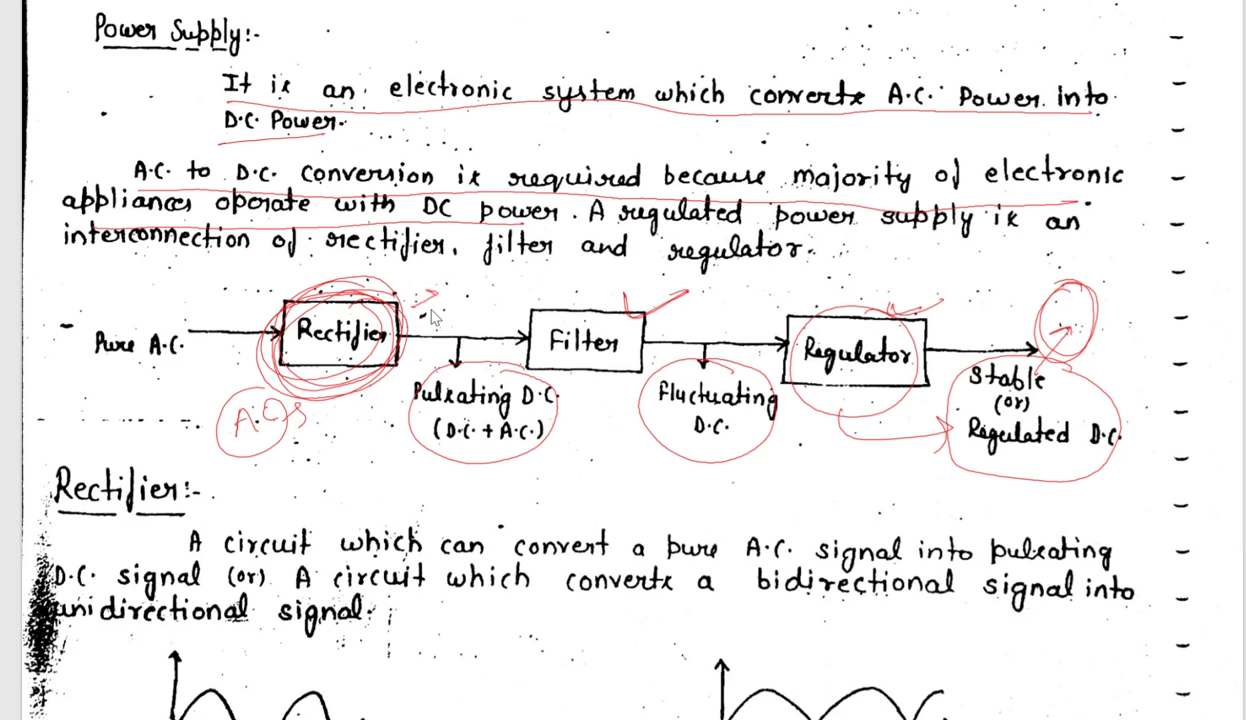 Power Supply:-
It is an electronic system which converts A.C. Power into
D.C Power.
A.C. to D.C. conversion is required because majority of electronic
appliances operate with DC power. A regulated power supply is an
interconnection of rectifier, filter and regulator.
Pure A.C.
Rectifier
Filter
Regulator
Pulsating D.C.
(D.C. + A.C.)
Fluctuating
D.C.
Stable
(or)
Regulated D.C.
Rectifier:-
A circuit which can convert a pure A.C. signal into pulsating
D.C. signal (or) A circuit which converts a bidirectional signal into
unidirectional signal.